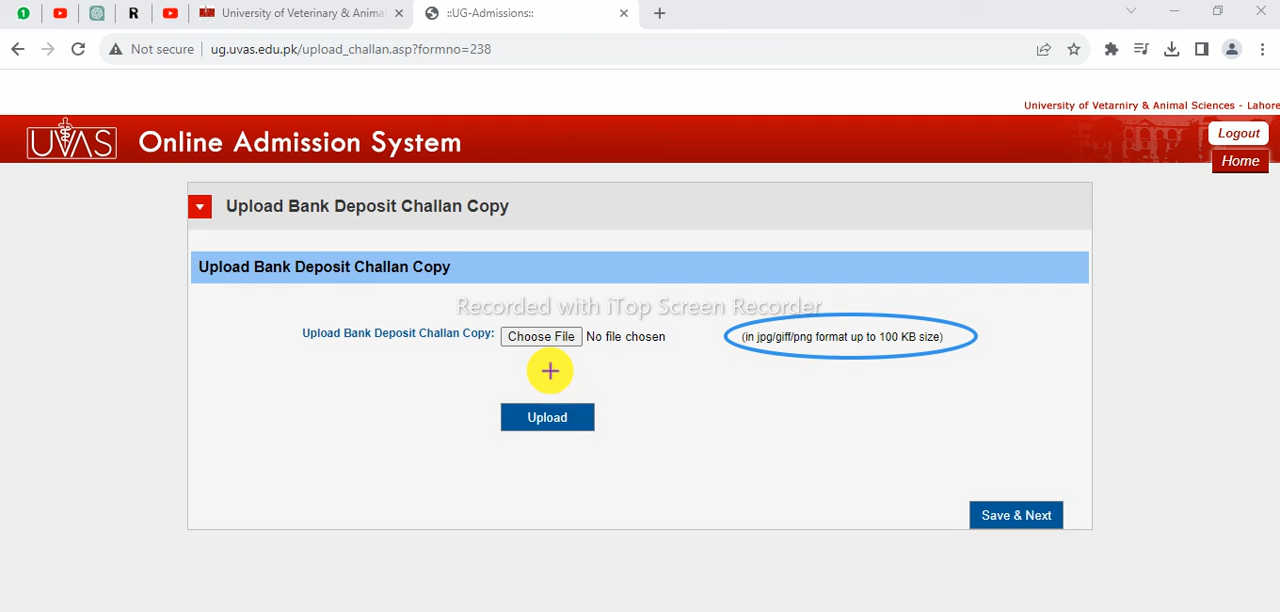 1
R
University of Veterinary & Anima
::UG-Admissions::
Not secure
ug.uvas.edu.pk/upload_challan.asp?formno=238
University of Vetarniry & Animal Sciences - Lahore
UVAS
Online Admission System
Logout
Home
Upload Bank Deposit Challan Copy
Upload Bank Deposit Challan Copy
Recorded with iTop Screen Recorder
Upload Bank Deposit Challan Copy: Choose File No file chosen (in jpg/giff/png format up to 100 KB size)
Upload
Save & Next